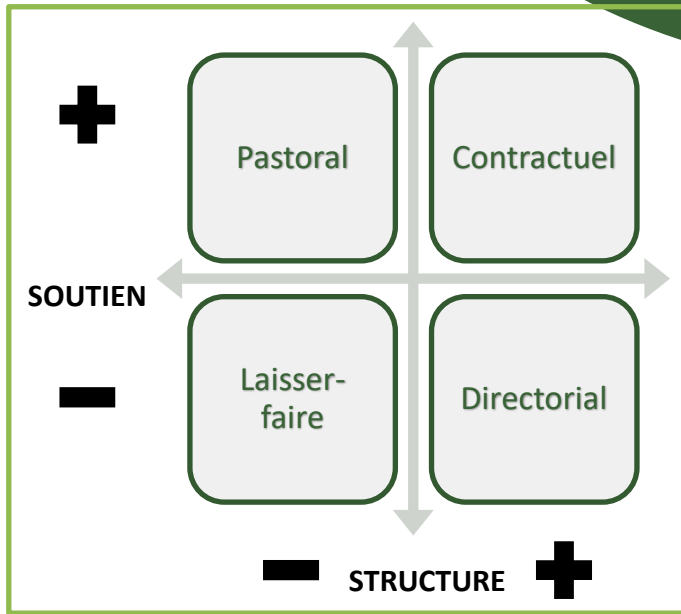 +
Pastoral
Contractuel
SOUTIEN
Laisser-
faire
Directorial
-
- STRUCTURE +